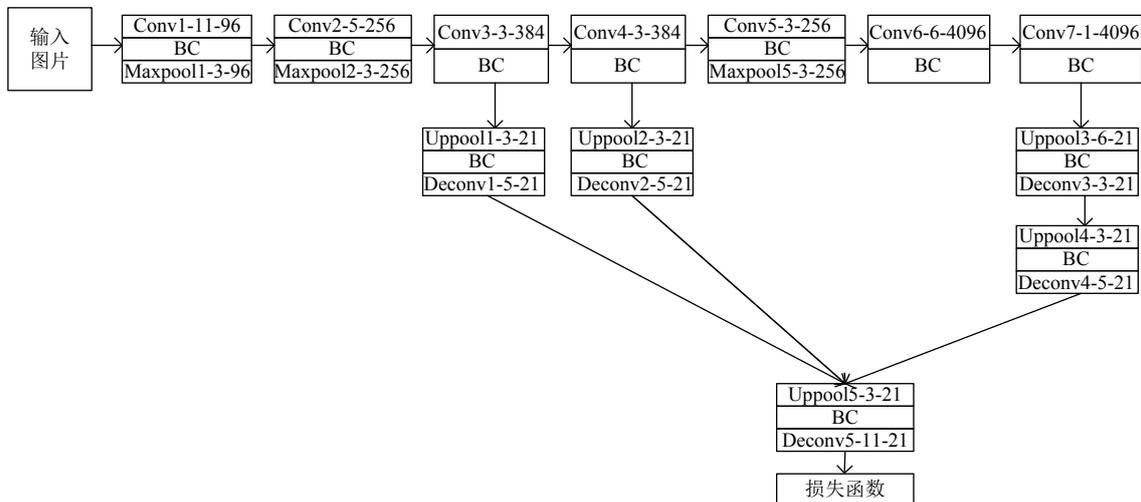 输入
图片
Conv1-11-96
BC
Maxpool1-3-96
Conv2-5-256
BC
Maxpool2-3-256
Conv3-3-384
BC
Conv4-3-384
BC
Conv5-3-256
BC
Maxpool5-3-256
Conv6-6-4096
BC
Conv7-1-4096
BC
Uppool1-3-21
BC
Deconv1-5-21
Uppool2-3-21
BC
Deconv2-5-21
Uppool3-6-21
BC
Deconv3-3-21
Uppool4-3-21
BC
Deconv4-5-21
Uppool5-3-21
BC
Deconv5-11-21
损失函数